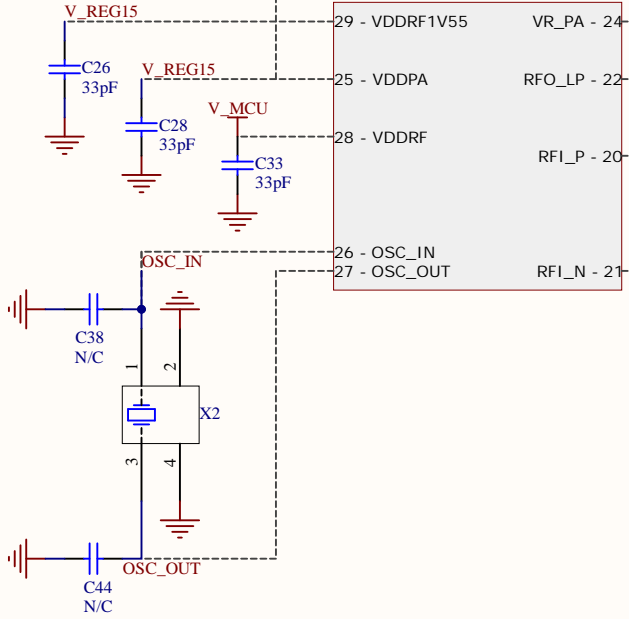 V_REG15
29 - VDDRF1V55
VR_PA - 24
C26
33pF
V_REG15
25 - VDDPA
RFO_LP - 22
V_MCU
C28
33pF
28 - VDDRF
RFI_P - 20
C33
33pF
26 - OSC_IN
OSC_IN
27 - OSC_OUT
RFI_N - 21
C38
N/C
1
2
X2
3
4
OSC_OUT
C44
N/C